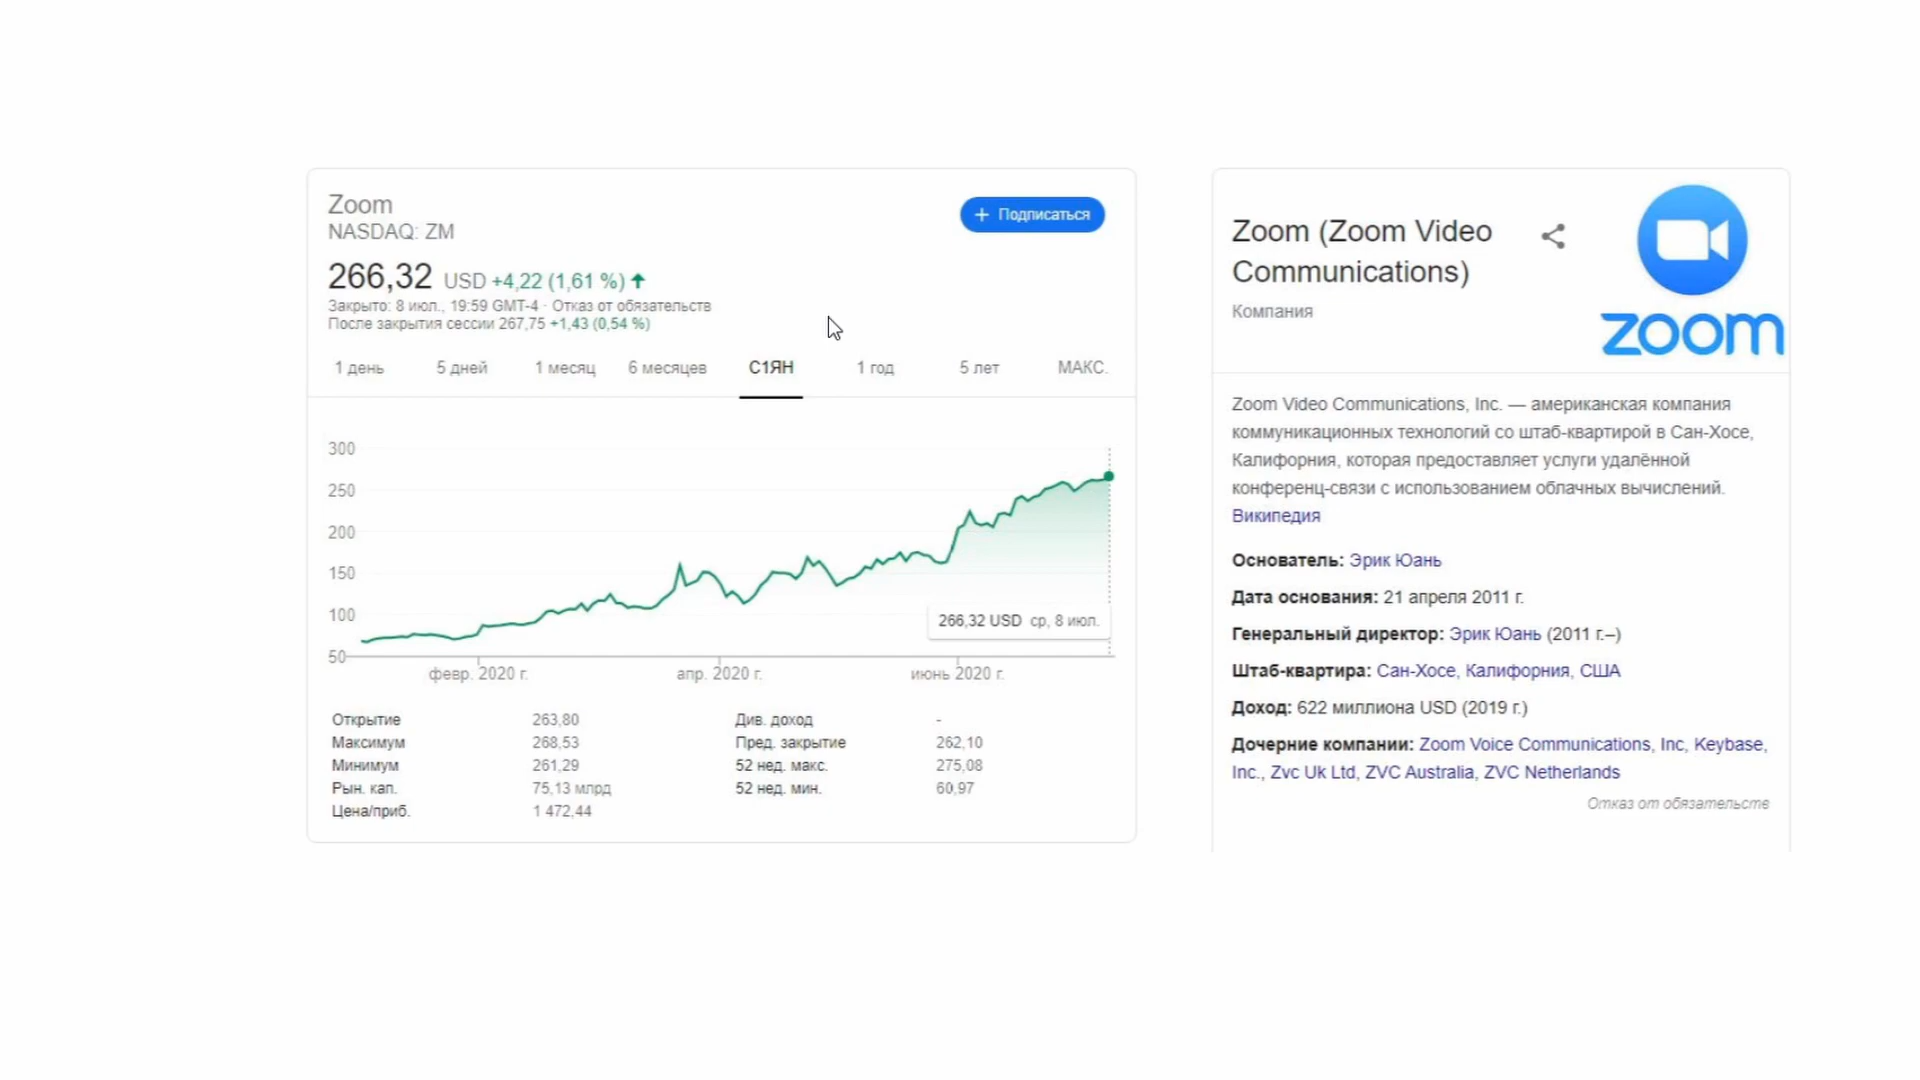 Zoom
NASDAQ: ZM
+ Подписаться
266,32 USD +4,22 (1,61 %)
Закрыто: 8 июл., 19:59 GMT-4 · Отказ от обязательств
После закрытия сессии 267,75 +1,43 (0,54 %)
1 день 5 дней 1 месяц 6 месяцев С1ЯН 1 год 5 лет МАКС.
300
250
200
150
100
50
266,32 USD ср, 8 июл.
февр. 2020 г. апр. 2020 г. июнь 2020 г.
Открытие 263,80 Див. доход -
Максимум 268,53 Пред. закрытие 262,10
Минимум 261,29 52 нед. макс. 275,08
Рын. кап. 75,13 млрд 52 нед. мин. 60,97
Цена/приб. 1 472,44
Zoom (Zoom Video
Communications)
Компания
zoom
Zoom Video Communications, Inc. — американская компания
коммуникационных технологий со штаб-квартирой в Сан-Хосе,
Калифорния, которая предоставляет услуги удалённой
конференц-связи с использованием облачных вычислений.
Википедия
Основатель: Эрик Юань
Дата основания: 21 апреля 2011 г.
Генеральный директор: Эрик Юань (2011 г.–)
Штаб-квартира: Сан-Хосе, Калифорния, США
Доход: 622 миллиона USD (2019 г.)
Дочерние компании: Zoom Voice Communications, Inc, Keybase,
Inc., Zvc Uk Ltd, ZVC Australia, ZVC Netherlands
Отказ от обязательств